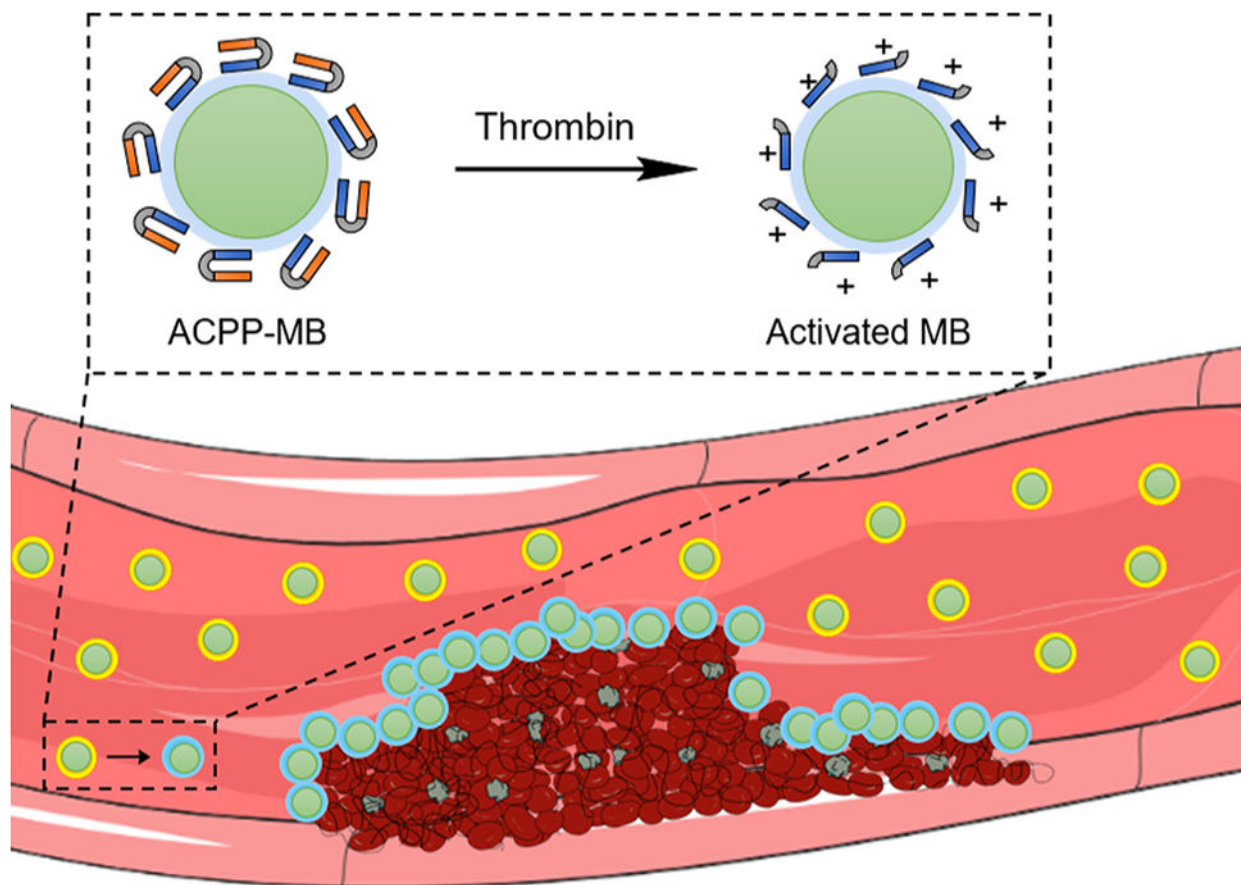 Thrombin
+
+
+
+
+
+
+
+
ACPP-MB
Activated MB